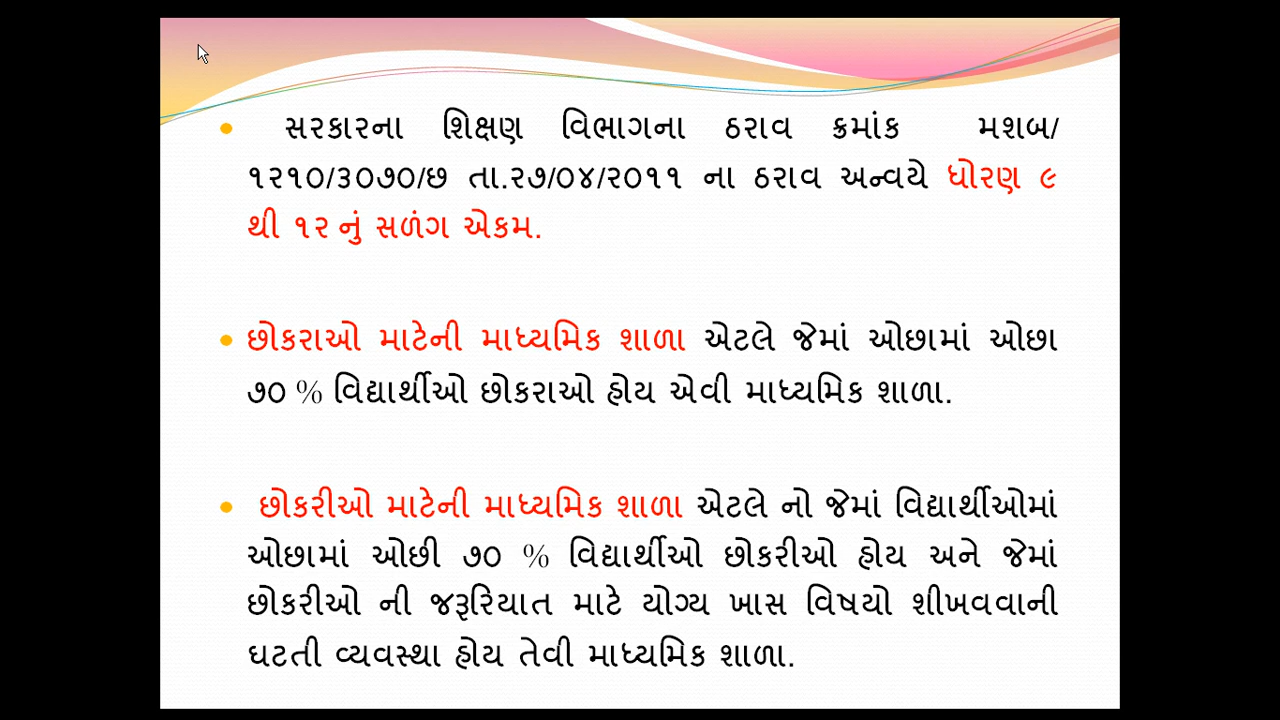 • સરકારના શિક્ષણ વિભાગના ઠરાવ ક્રમાંક મશબ/
૧૨૧૦/૩૦૭૦/છ તા.૨૭/૦૪/૨૦૧૧ ના ઠરાવ અન્વયે ધોરણ ૯
થી ૧૨ નું સળંગ એકમ.
• છોકરાઓ માટેની માધ્યમિક શાળા એટલે જેમાં ઓછામાં ઓછા
૭૦ % વિદ્યાર્થીઓ છોકરાઓ હોય એવી માધ્યમિક શાળા.
• છોકરીઓ માટેની માધ્યમિક શાળા એટલે નો જેમાં વિદ્યાર્થીઓમાં
ઓછામાં ઓછી ૭૦ % વિદ્યાર્થીઓ છોકરીઓ હોય અને જેમાં
છોકરીઓ ની જરૂરિયાત માટે યોગ્ય ખાસ વિષયો શીખવવાની
ઘટતી વ્યવસ્થા હોય તેવી માધ્યમિક શાળા.